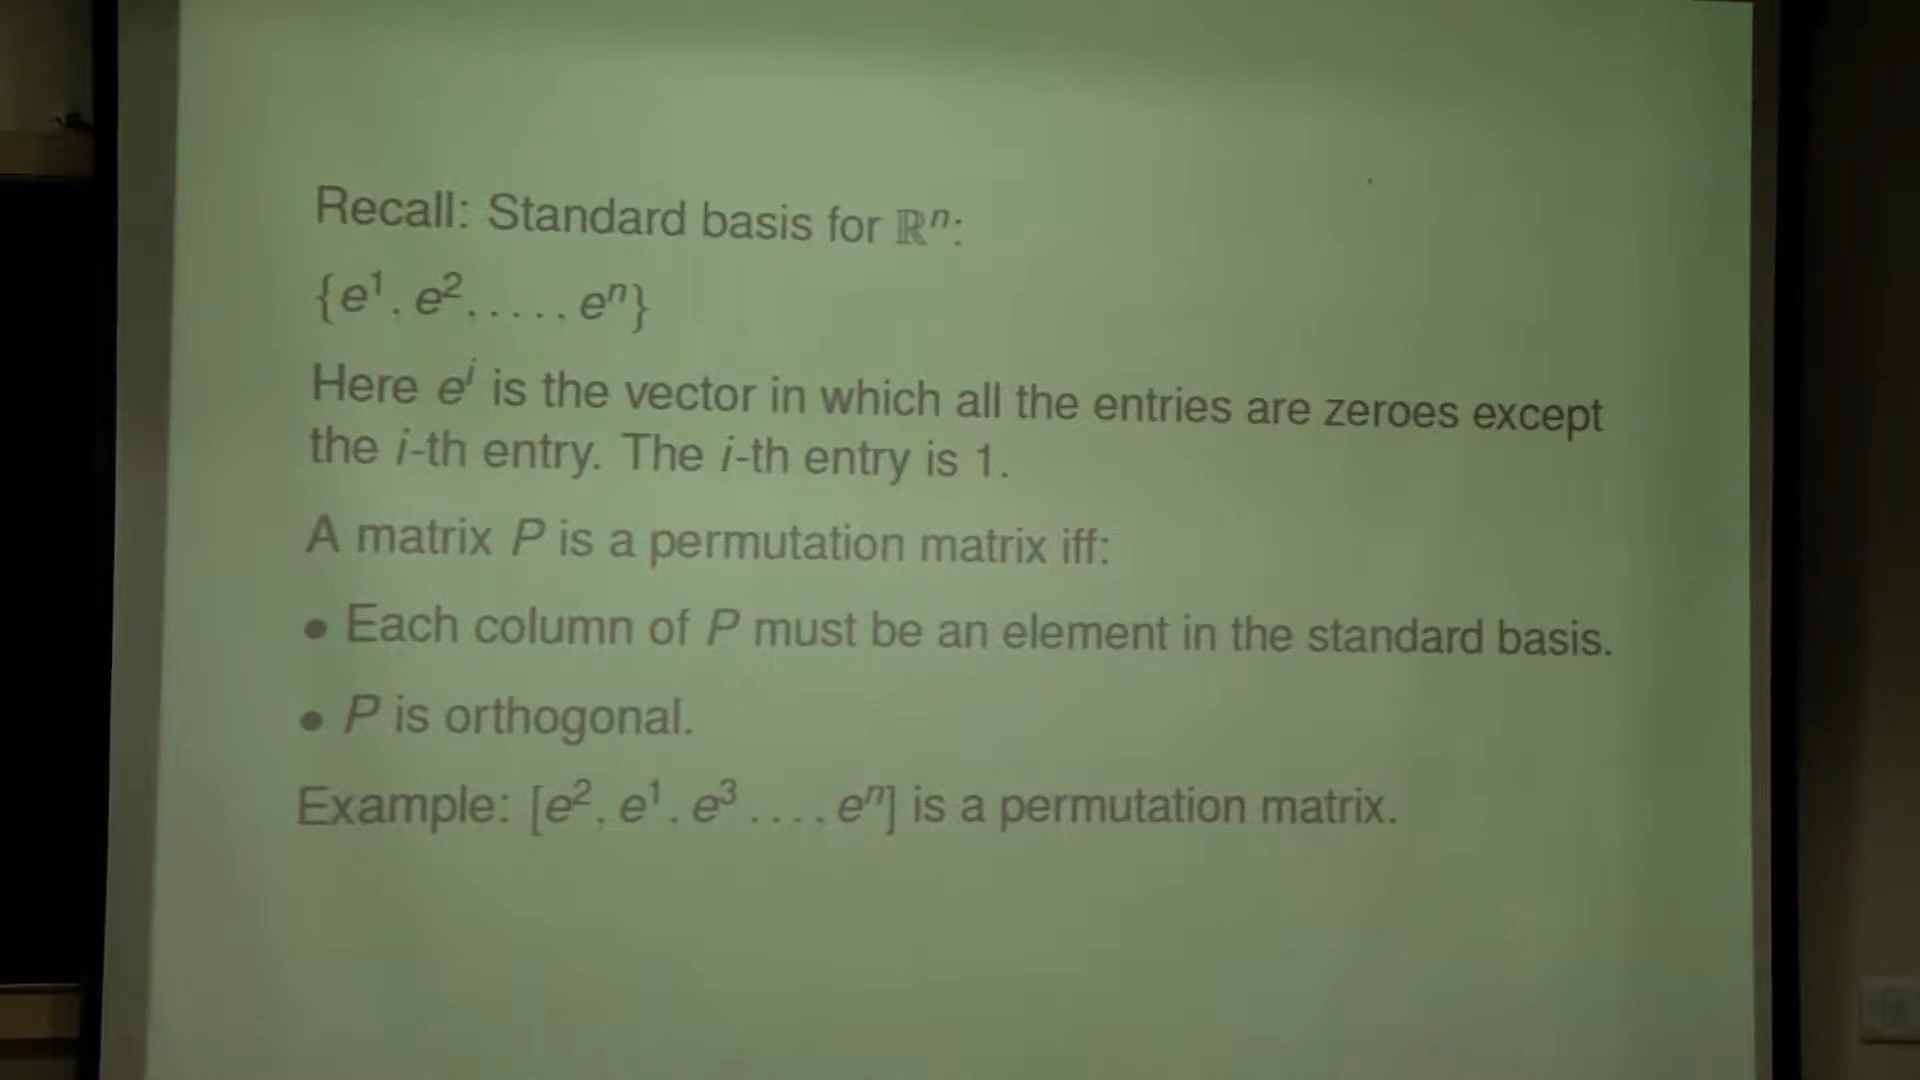 Recall: Standard basis for ℝⁿ:
{e¹, e², . . . . , eⁿ}
Here eⁱ is the vector in which all the entries are zeroes except
the i-th entry. The i-th entry is 1.
A matrix P is a permutation matrix iff:
• Each column of P must be an element in the standard basis.
• P is orthogonal.
Example: [e², e¹, e³ . . . , eⁿ] is a permutation matrix.